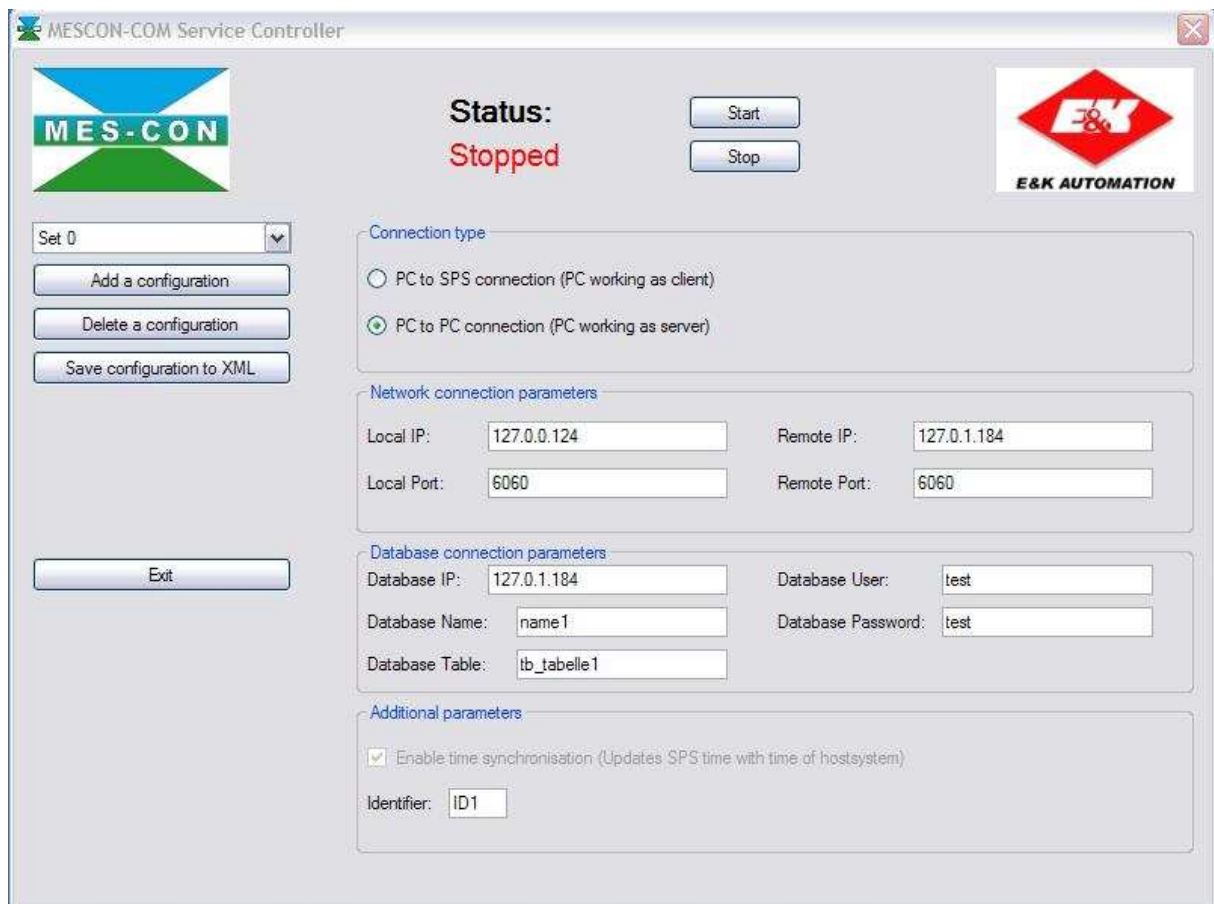 MESCON-COM Service Controller
MES-CON
Status:
Stopped
Start
Stop
E&K
E&K AUTOMATION
Set 0
Add a configuration
Delete a configuration
Save configuration to XML
Exit
Connection type
PC to SPS connection (PC working as client)
PC to PC connection (PC working as server)
Network connection parameters
Local IP: 127.0.0.124 Remote IP: 127.0.1.184
Local Port: 6060 Remote Port: 6060
Database connection parameters
Database IP: 127.0.1.184 Database User: test
Database Name: name1 Database Password: test
Database Table: tb_tabelle1
Additional parameters
Enable time synchronisation (Updates SPS time with time of hostsystem)
Identifier: ID1